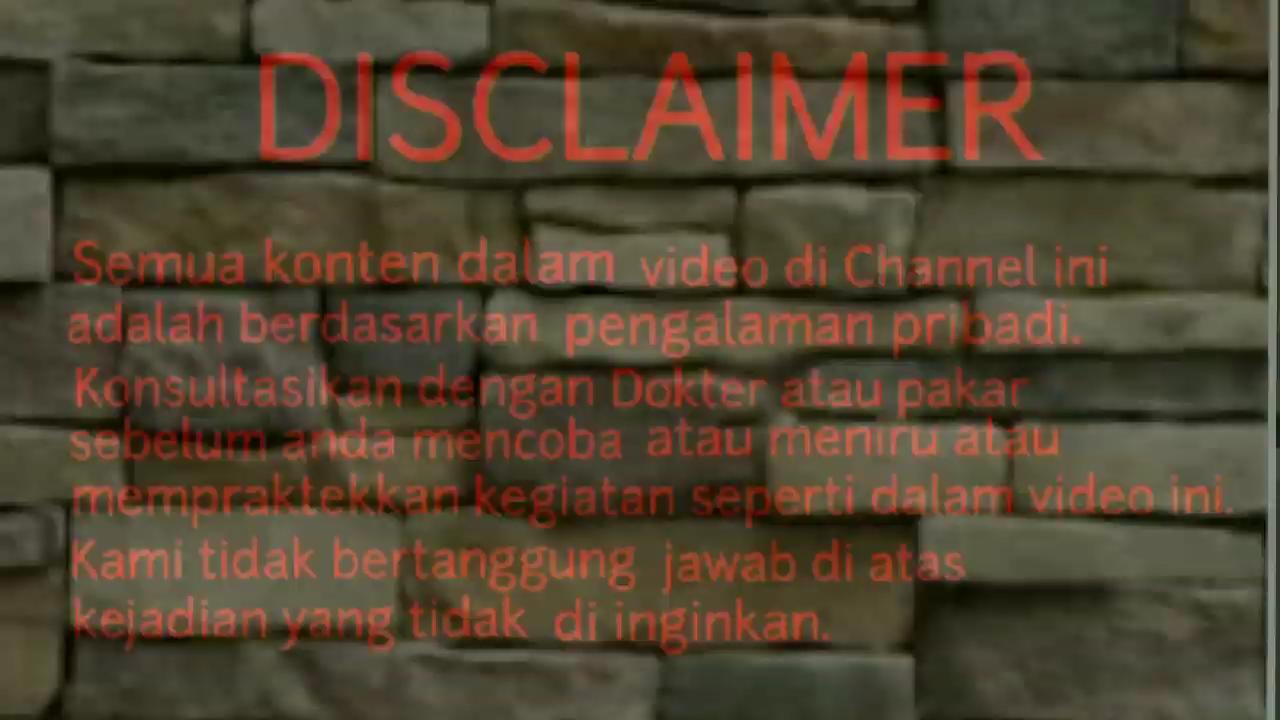 DISCLAIMER
Semua konten dalam video di Channel ini
adalah berdasarkan pengalaman pribadi.
Konsultasikan dengan Dokter atau pakar
sebelum anda mencoba atau meniru atau
mempraktekkan kegiatan seperti dalam video ini.
Kami tidak bertanggung jawab di atas
kejadian yang tidak di inginkan.